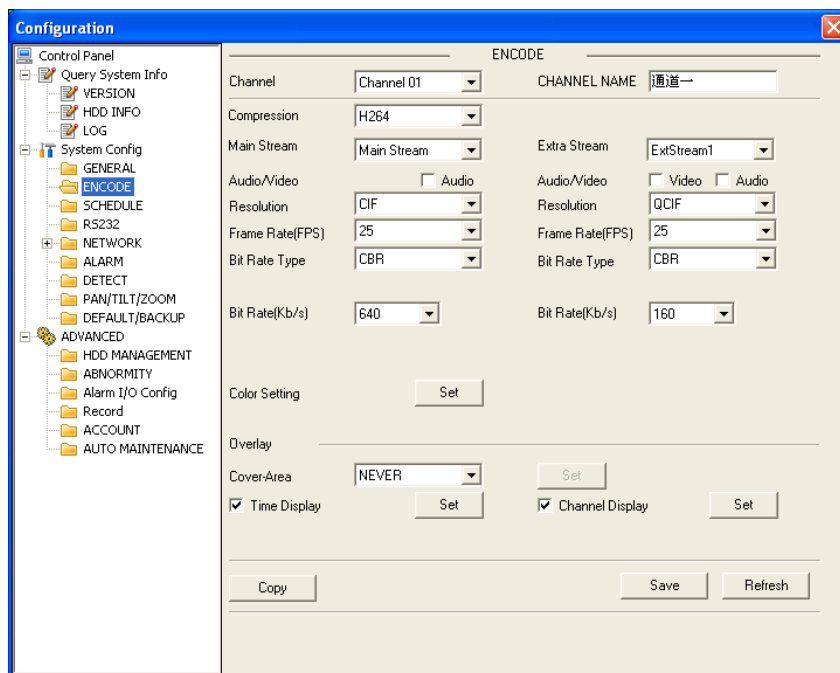 Configuration
Control Panel
Query System Info
VERSION
HDD INFO
LOG
System Config
GENERAL
ENCODE
SCHEDULE
RS232
NETWORK
ALARM
DETECT
PAN/TILT/ZOOM
DEFAULT/BACKUP
ADVANCED
HDD MANAGEMENT
ABNORMITY
Alarm I/O Config
Record
ACCOUNT
AUTO MAINTENANCE
ENCODE
Channel Channel 01 CHANNEL NAME 通道一
Compression H264
Main Stream Main Stream Extra Stream ExtStream1
Audio/Video Audio Audio/Video Video Audio
Resolution CIF Resolution QCIF
Frame Rate(FPS) 25 Frame Rate(FPS) 25
Bit Rate Type CBR Bit Rate Type CBR
Bit Rate(Kb/s) 640 Bit Rate(Kb/s) 160
Color Setting Set
Overlay
Cover-Area NEVER Set
Time Display Set Channel Display Set
Copy Save Refresh